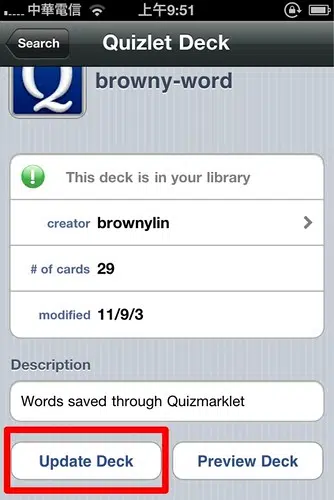 中華電信 上午9:51
Search Quizlet Deck
Q browny-word
This deck is in your library
creator brownylin
# of cards 29
modified 11/9/3
Description
Words saved through Quizmarklet
Update Deck Preview Deck